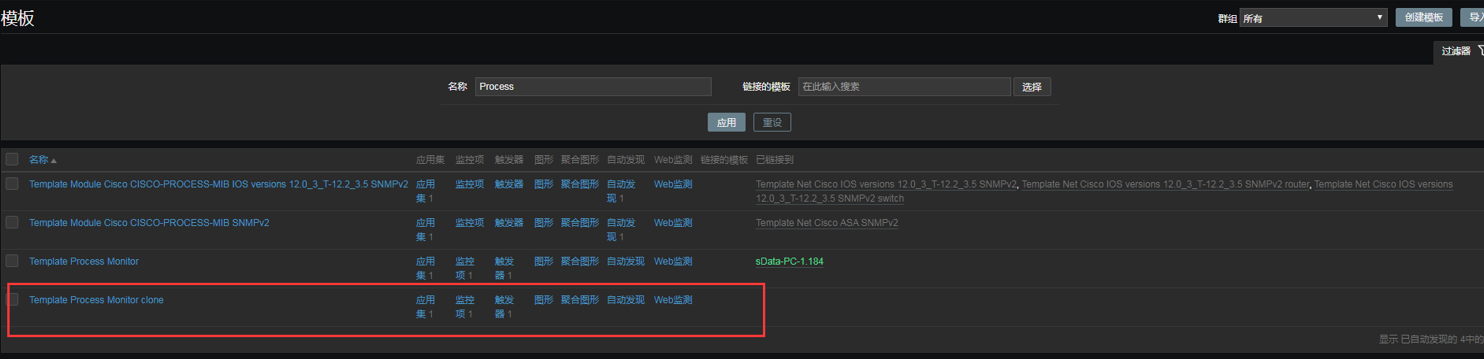 模板
群组 所有 创建模板 导入
过滤器
名称 Process 链接的模板 在此输入搜索 选择
应用 重设
名称 应用集 监控项 触发器 图形 聚合图形 自动发现 Web监测 链接的模板 已链接到
Template Module Cisco CISCO-PROCESS-MIB IOS versions 12.0_3_T-12.2_3.5 SNMPv2 应用 监控项 触发器 图形 聚合图形 自动发 Web监测 Template Net Cisco IOS versions 12.0_3_T-12.2_3.5 SNMPv2, Template Net Cisco IOS versions 12.0_3_T-12.2_3.5 SNMPv2 router, Template Net Cisco IOS versions
集 1 现 1 12.0_3_T-12.2_3.5 SNMPv2 switch
Template Module Cisco CISCO-PROCESS-MIB SNMPv2 应用 监控项 触发器 图形 聚合图形 自动发 Web监测 Template Net Cisco ASA SNMPv2
集 1 现 1
Template Process Monitor 应用 监控 触发 图形 聚合图形 自动发现 Web监测 sData-PC-1.184
集 1 项 1 器 1
Template Process Monitor clone 应用 监控 触发 图形 聚合图形 自动发现 Web监测
集 1 项 1 器 1
显示 已自动发现的 4中的